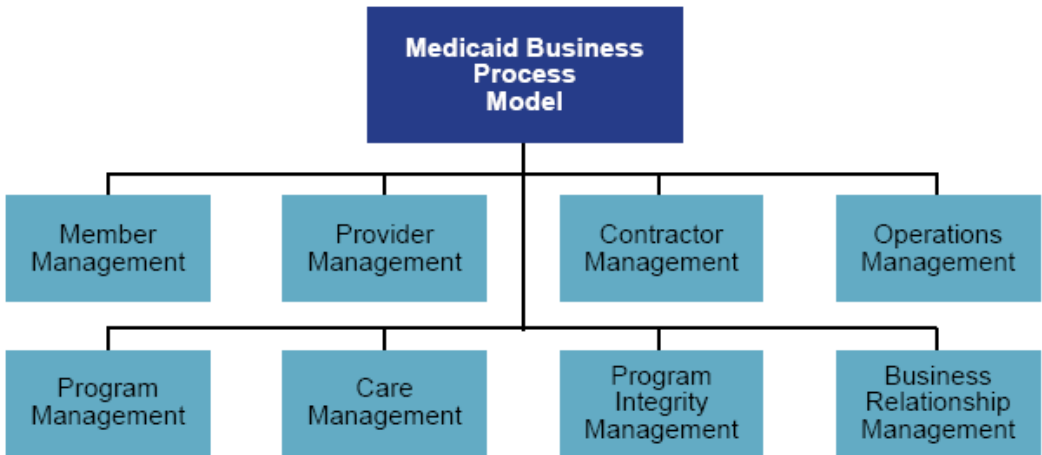 Medicaid Business
Process
Model
Member
Management
Provider
Management
Contractor
Management
Operations
Management
Program
Management
Care
Management
Program
Integrity
Management
Business
Relationship
Management